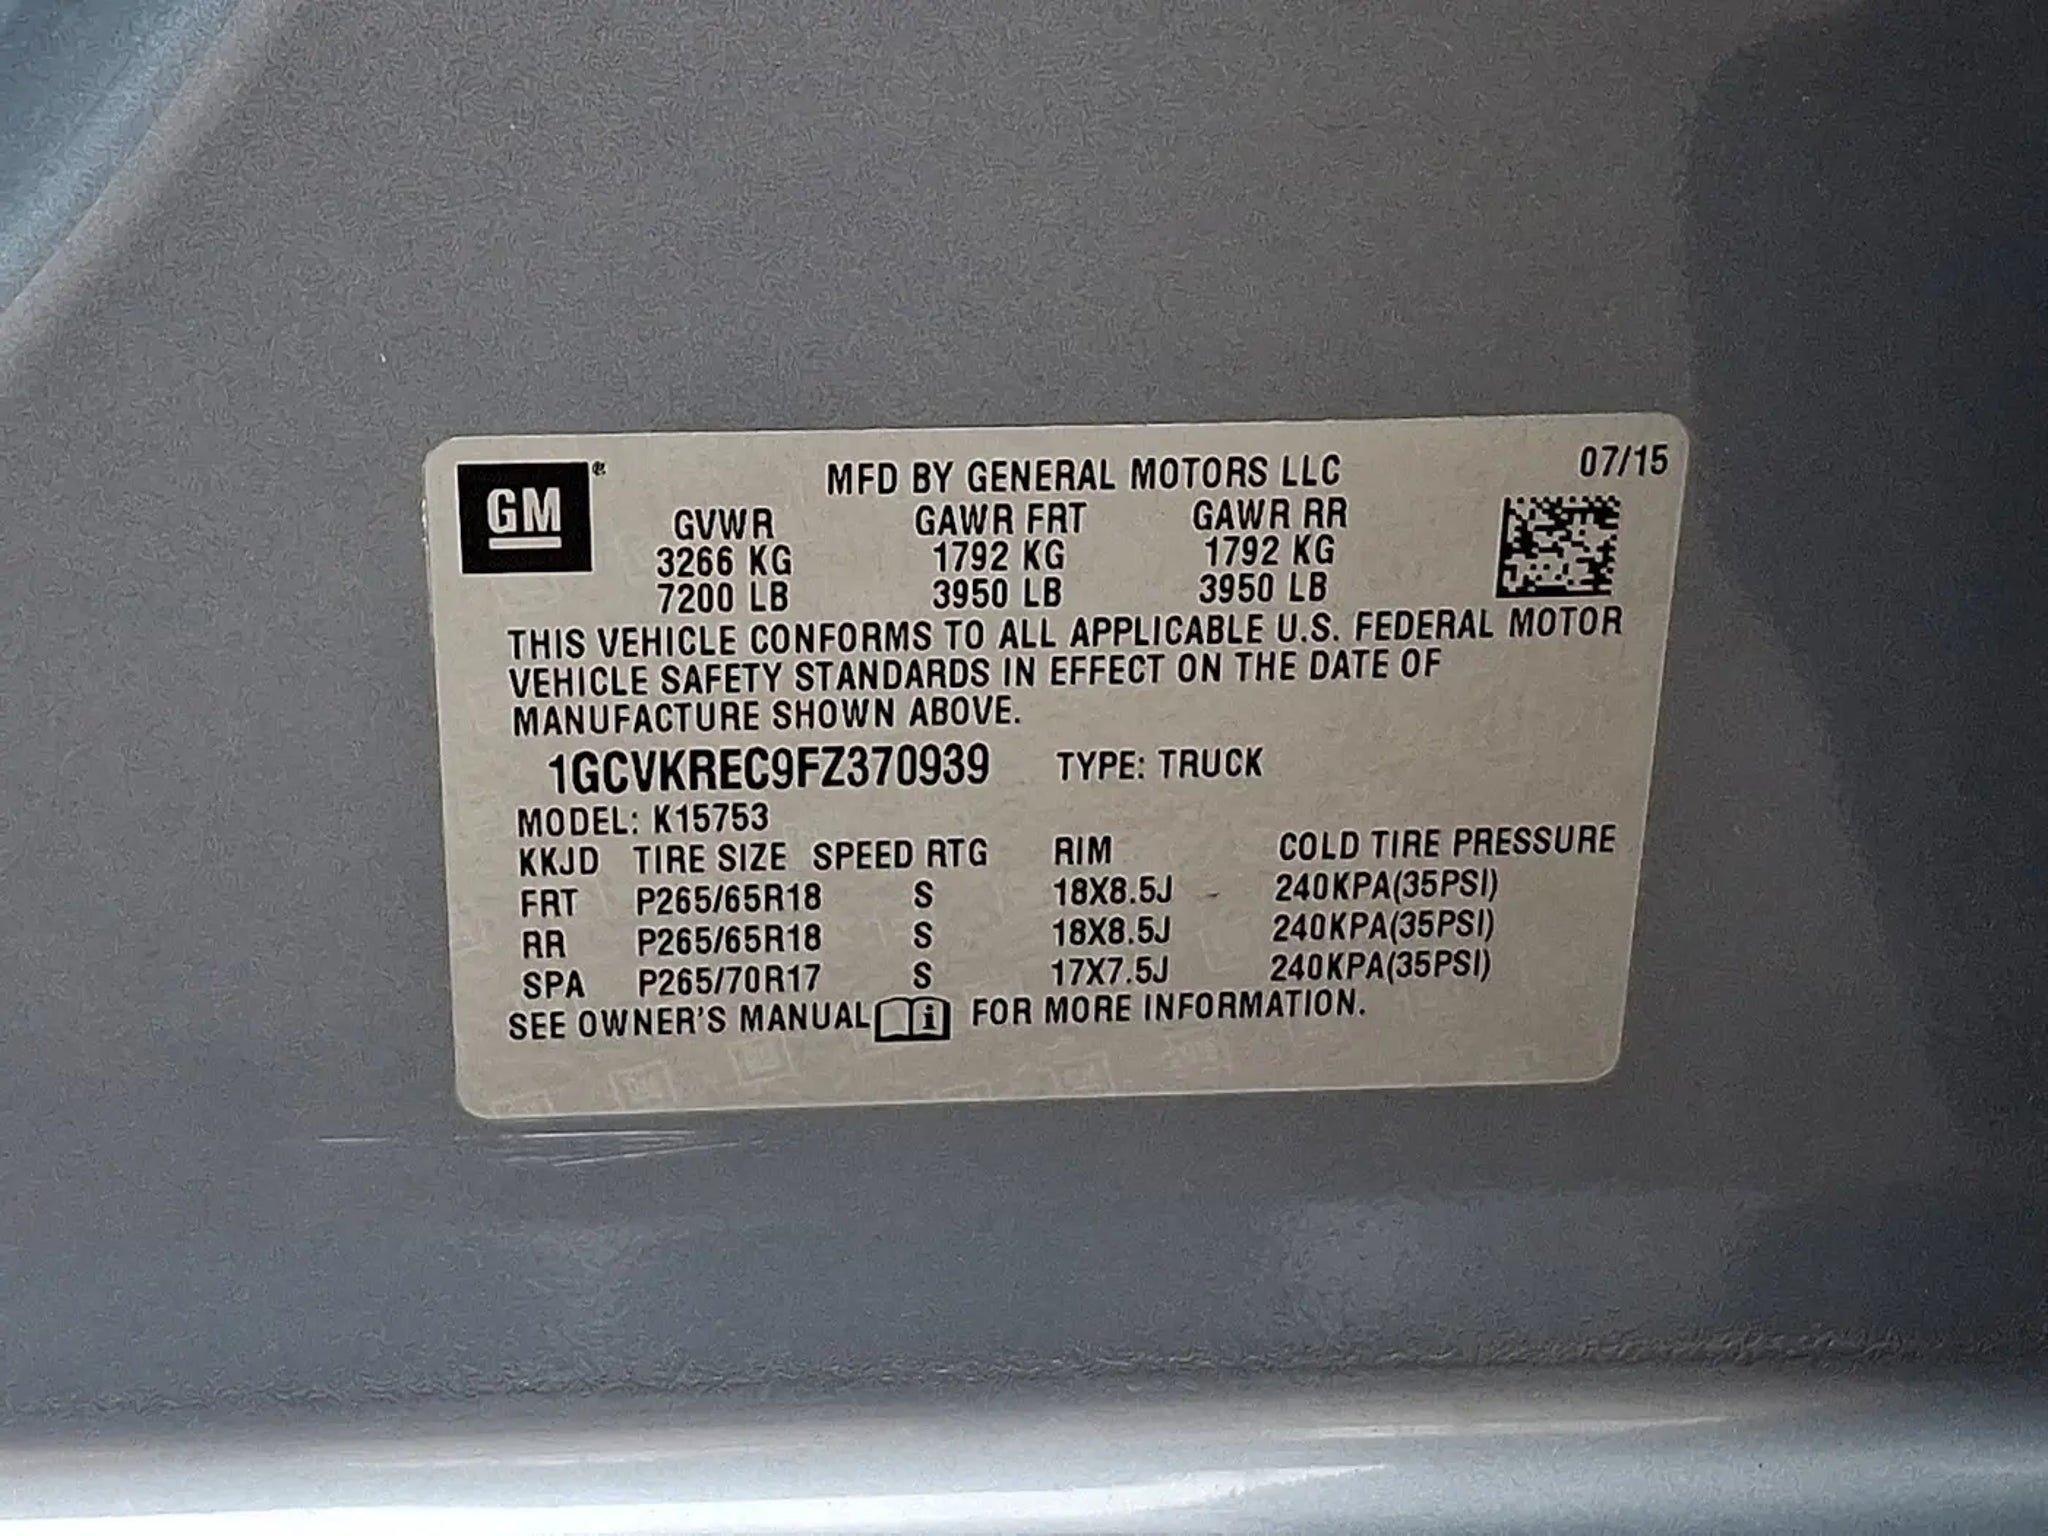 GM
MFD BY GENERAL MOTORS LLC 07/15
GVWR GAWR FRT GAWR RR
3266 KG 1792 KG 1792 KG
7200 LB 3950 LB 3950 LB
THIS VEHICLE CONFORMS TO ALL APPLICABLE U.S. FEDERAL MOTOR
VEHICLE SAFETY STANDARDS IN EFFECT ON THE DATE OF
MANUFACTURE SHOWN ABOVE.
1GCVKREC9FZ370939 TYPE: TRUCK
MODEL: K15753
KKJD TIRE SIZE SPEED RTG RIM COLD TIRE PRESSURE
FRT P265/65R18 S 18X8.5J 240KPA(35PSI)
RR P265/65R18 S 18X8.5J 240KPA(35PSI)
SPA P265/70R17 S 17X7.5J 240KPA(35PSI)
SEE OWNER'S MANUAL i FOR MORE INFORMATION.